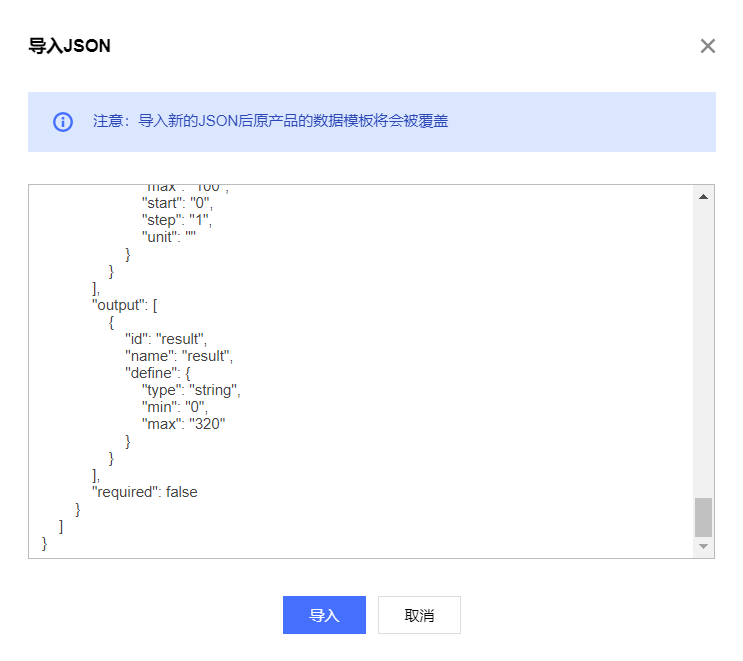 导入JSON
注意：导入新的JSON后原产品的数据模板将会被覆盖
"max": "100",
"start": "0",
"step": "1",
"unit": ""
}
}
],
"output": [
{
"id": "result",
"name": "result",
"define": {
"type": "string",
"min": "0",
"max": "320"
}
}
],
"required": false
}
]
}
导入
取消